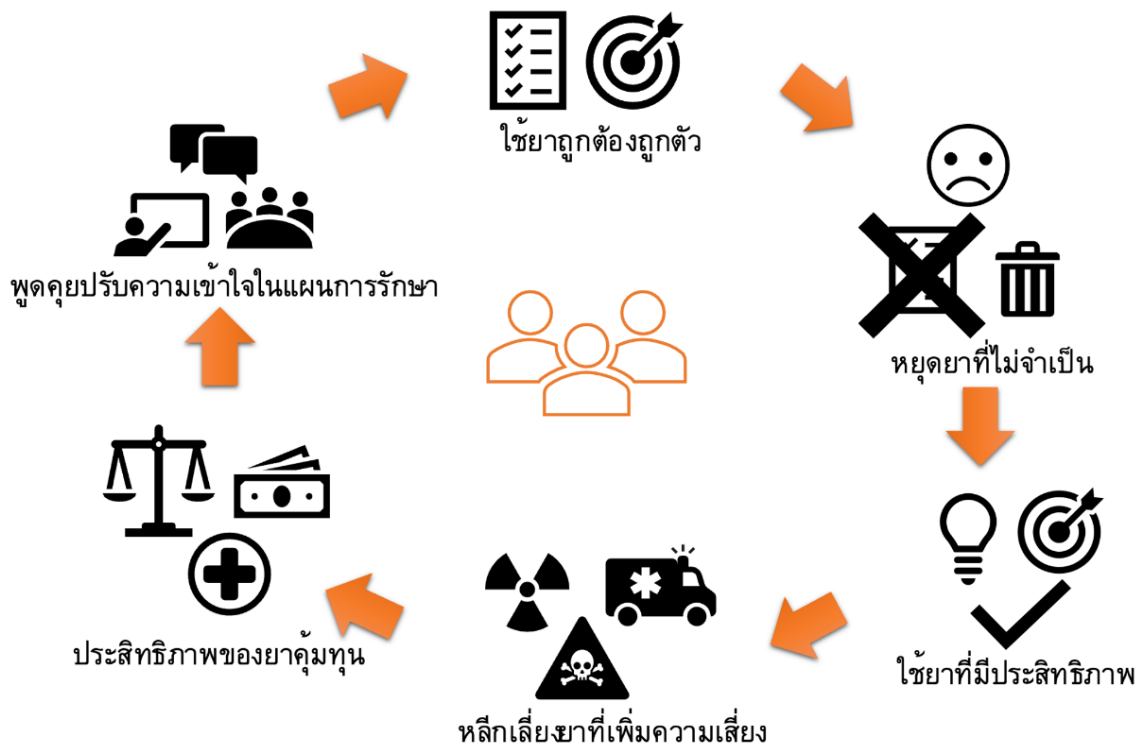 ใช้ยาถูกต้องถูกตัว
หยุดยาที่ไม่จำเป็น
ใช้ยาที่มีประสิทธิภาพ
หลีกเลี่ยงยาที่เพิ่มความเสี่ยง
ประสิทธิภาพของยาคุ้มทุน
พูดคุยปรับความเข้าใจในแผนการรักษา